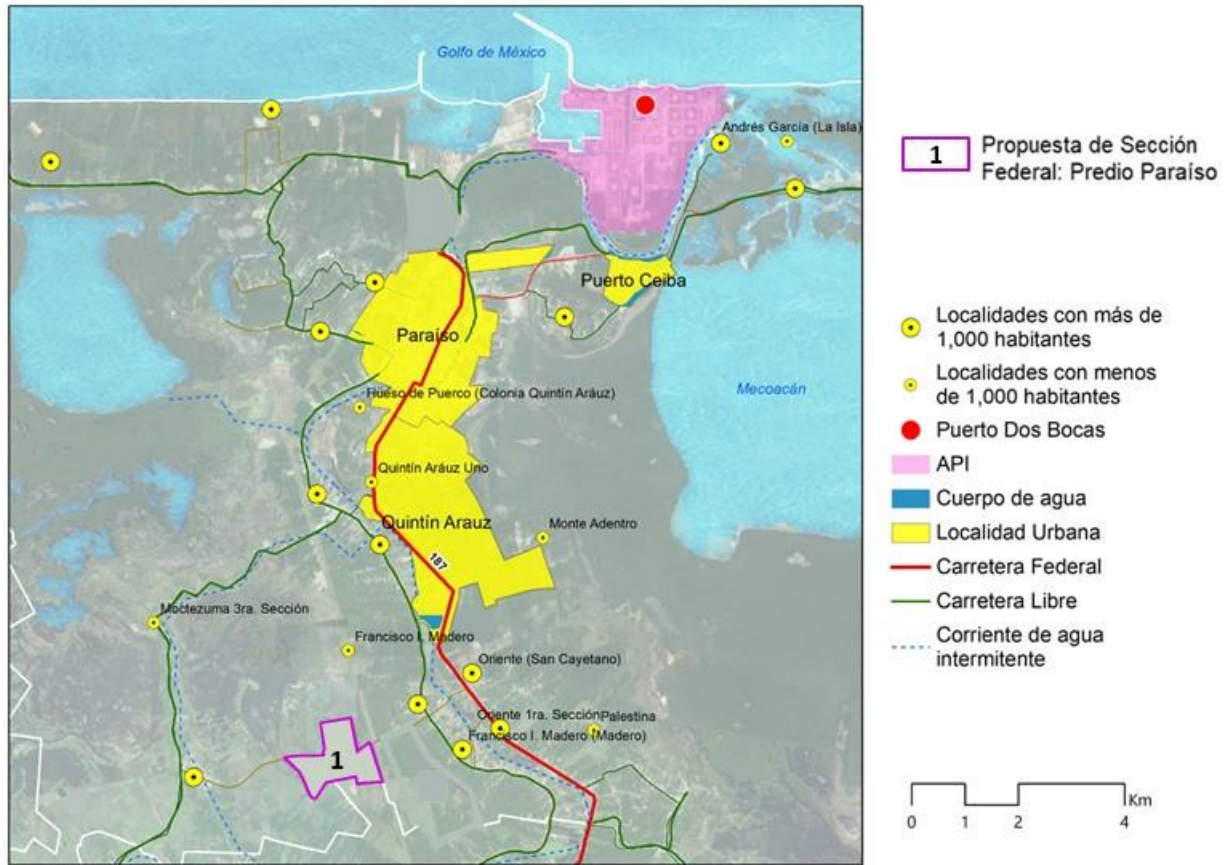 Golfo de México
Andrés García (La Isla)
Puerto Ceiba
Paraíso
Mecoacán
Hueso de Puerco (Colonia Quintín Aráuz)
Quintín Aráuz Uno
Quintín Arauz
Monte Adentro
187
Moctezuma 3ra. Sección
Francisco I. Madero
Oriente (San Cayetano)
Oriente 1ra. Sección
Palestina
Francisco I. Madero (Madero)
1
1
Propuesta de Sección
Federal: Predio Paraíso
Localidades con más de
1,000 habitantes
Localidades con menos
de 1,000 habitantes
Puerto Dos Bocas
API
Cuerpo de agua
Localidad Urbana
Carretera Federal
Carretera Libre
Corriente de agua
intermitente
Km
0 1 2 4